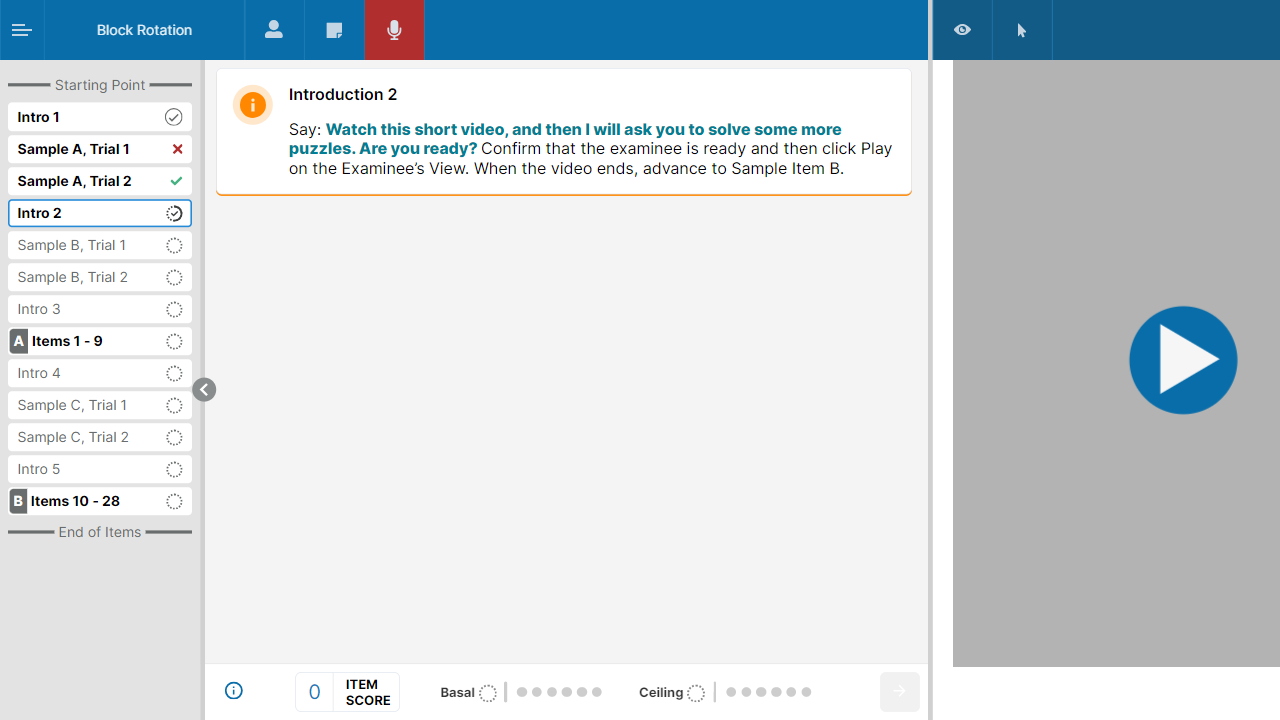 Block Rotation
Starting Point
Intro 1
Sample A, Trial 1
Sample A, Trial 2
Intro 2
Sample B, Trial 1
Sample B, Trial 2
Intro 3
A Items 1 - 9
Intro 4
Sample C, Trial 1
Sample C, Trial 2
Intro 5
B Items 10 - 28
End of Items
Introduction 2
Say: Watch this short video, and then I will ask you to solve some more
puzzles. Are you ready? Confirm that the examinee is ready and then click Play
on the Examinee’s View. When the video ends, advance to Sample Item B.
0 ITEM
SCORE
Basal
Ceiling